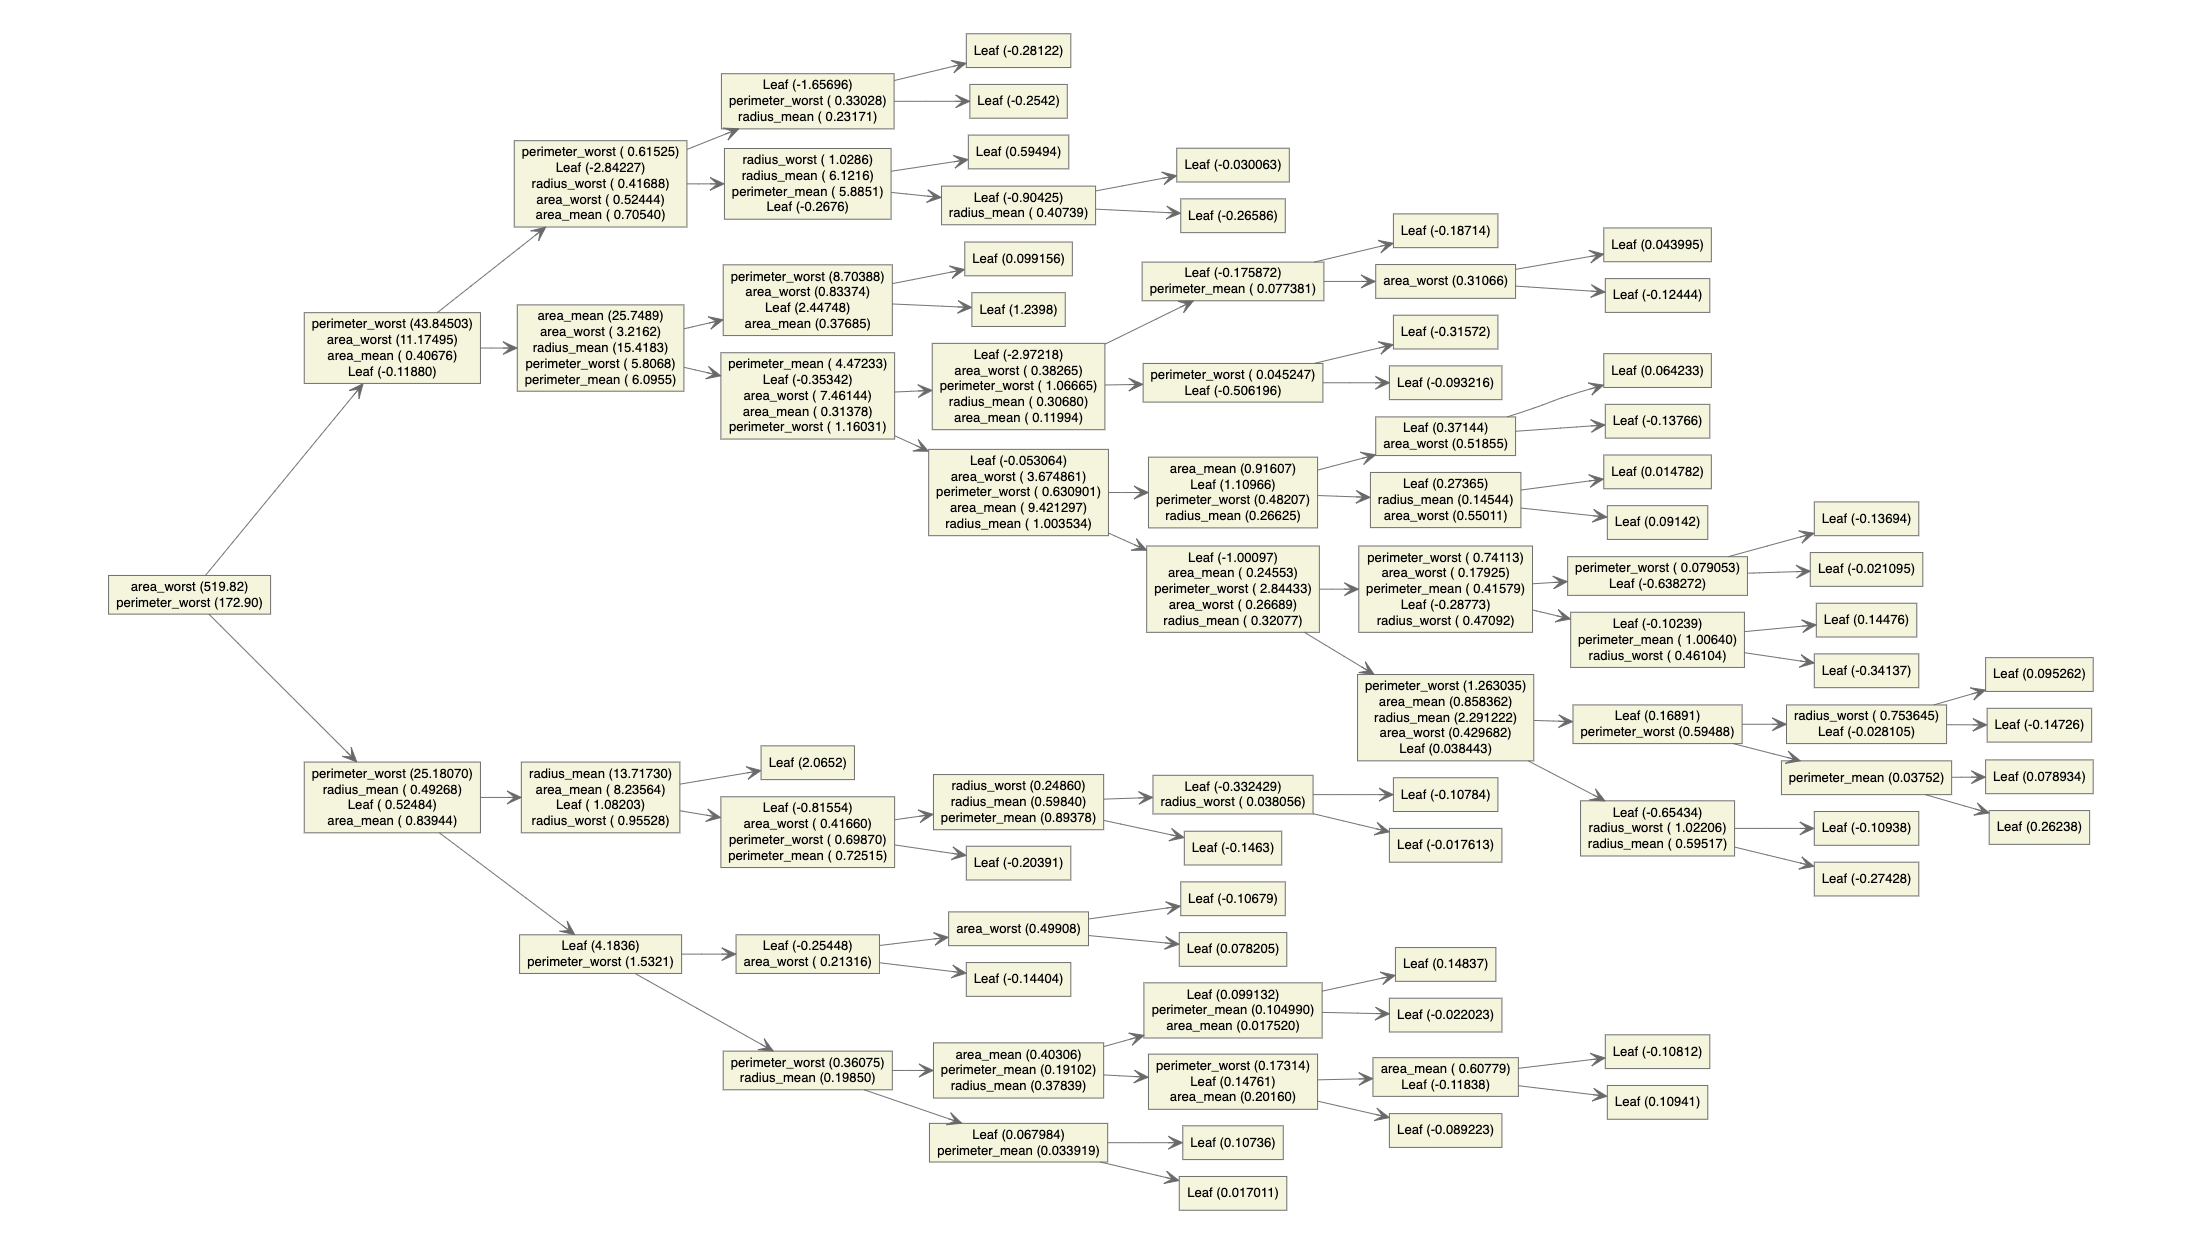 Leaf (-0.28122)
Leaf (-1.65696)
perimeter_worst ( 0.33028)
radius_mean ( 0.23171)
Leaf (-0.2542)
perimeter_worst ( 0.61525)
Leaf (-2.84227)
radius_worst ( 0.41688)
area_worst ( 0.52444)
area_mean ( 0.70540)
radius_worst ( 1.0286)
radius_mean ( 6.1216)
perimeter_mean ( 5.8851)
Leaf (-0.2676)
Leaf (0.59494)
Leaf (-0.90425)
radius_mean ( 0.40739)
Leaf (-0.030063)
Leaf (-0.26586)
perimeter_worst (43.84503)
area_worst (11.17495)
area_mean ( 0.40676)
Leaf (-0.11880)
area_mean (25.7489)
area_worst ( 3.2162)
radius_mean (15.4183)
perimeter_worst ( 5.8068)
perimeter_mean ( 6.0955)
perimeter_worst (8.70388)
area_worst (0.83374)
Leaf (2.44748)
area_mean (0.37685)
Leaf (0.099156)
Leaf (1.2398)
perimeter_mean ( 4.47233)
Leaf (-0.35342)
area_worst ( 7.46144)
area_mean ( 0.31378)
perimeter_worst ( 1.16031)
Leaf (-2.97218)
area_worst ( 0.38265)
perimeter_worst ( 1.06665)
radius_mean ( 0.30680)
area_mean ( 0.11994)
Leaf (-0.175872)
perimeter_mean ( 0.077381)
Leaf (-0.18714)
area_worst (0.31066)
Leaf (0.043995)
Leaf (-0.12444)
perimeter_worst ( 0.045247)
Leaf (-0.506196)
Leaf (-0.31572)
Leaf (-0.093216)
Leaf (-0.053064)
area_worst ( 3.674861)
perimeter_worst ( 0.630901)
area_mean ( 9.421297)
radius_mean ( 1.003534)
area_mean (0.91607)
Leaf (1.10966)
perimeter_worst (0.48207)
radius_mean (0.26625)
Leaf (0.37144)
area_worst (0.51855)
Leaf (0.064233)
Leaf (-0.13766)
Leaf (0.27365)
radius_mean (0.14544)
area_worst (0.55011)
Leaf (0.014782)
Leaf (0.09142)
Leaf (-1.00097)
area_mean ( 0.24553)
perimeter_worst ( 2.84433)
area_worst ( 0.26689)
radius_mean ( 0.32077)
perimeter_worst ( 0.74113)
area_worst ( 0.17925)
perimeter_mean ( 0.41579)
Leaf (-0.28773)
radius_worst ( 0.47092)
perimeter_worst ( 0.079053)
Leaf (-0.638272)
Leaf (-0.13694)
Leaf (-0.021095)
Leaf (-0.10239)
perimeter_mean ( 1.00640)
radius_worst ( 0.46104)
Leaf (0.14476)
Leaf (-0.34137)
perimeter_worst (1.263035)
area_mean (0.858362)
radius_mean (2.291222)
area_worst (0.429682)
Leaf (0.038443)
Leaf (0.16891)
perimeter_worst (0.59488)
radius_worst ( 0.753645)
Leaf (-0.028105)
Leaf (0.095262)
Leaf (-0.14726)
perimeter_mean (0.03752)
Leaf (0.078934)
Leaf (0.26238)
Leaf (-0.65434)
radius_worst ( 1.02206)
radius_mean ( 0.59517)
Leaf (-0.10938)
Leaf (-0.27428)
area_worst (519.82)
perimeter_worst (172.90)
perimeter_worst (25.18070)
radius_mean ( 0.49268)
Leaf ( 0.52484)
area_mean ( 0.83944)
radius_mean (13.71730)
area_mean ( 8.23564)
Leaf ( 1.08203)
radius_worst ( 0.95528)
Leaf (2.0652)
Leaf (-0.81554)
area_worst ( 0.41660)
perimeter_worst ( 0.69870)
perimeter_mean ( 0.72515)
radius_worst (0.24860)
radius_mean (0.59840)
perimeter_mean (0.89378)
Leaf (-0.332429)
radius_worst ( 0.038056)
Leaf (-0.10784)
Leaf (-0.017613)
Leaf (-0.1463)
Leaf (-0.20391)
Leaf (4.1836)
perimeter_worst (1.5321)
Leaf (-0.25448)
area_worst ( 0.21316)
area_worst (0.49908)
Leaf (-0.10679)
Leaf (0.078205)
Leaf (-0.14404)
perimeter_worst (0.36075)
radius_mean (0.19850)
area_mean (0.40306)
perimeter_mean (0.19102)
radius_mean (0.37839)
Leaf (0.099132)
perimeter_mean (0.104990)
area_mean (0.017520)
Leaf (0.14837)
Leaf (-0.022023)
perimeter_worst (0.17314)
Leaf (0.14761)
area_mean (0.20160)
area_mean ( 0.60779)
Leaf (-0.11838)
Leaf (-0.10812)
Leaf (0.10941)
Leaf (-0.089223)
Leaf (0.067984)
perimeter_mean (0.033919)
Leaf (0.10736)
Leaf (0.017011)